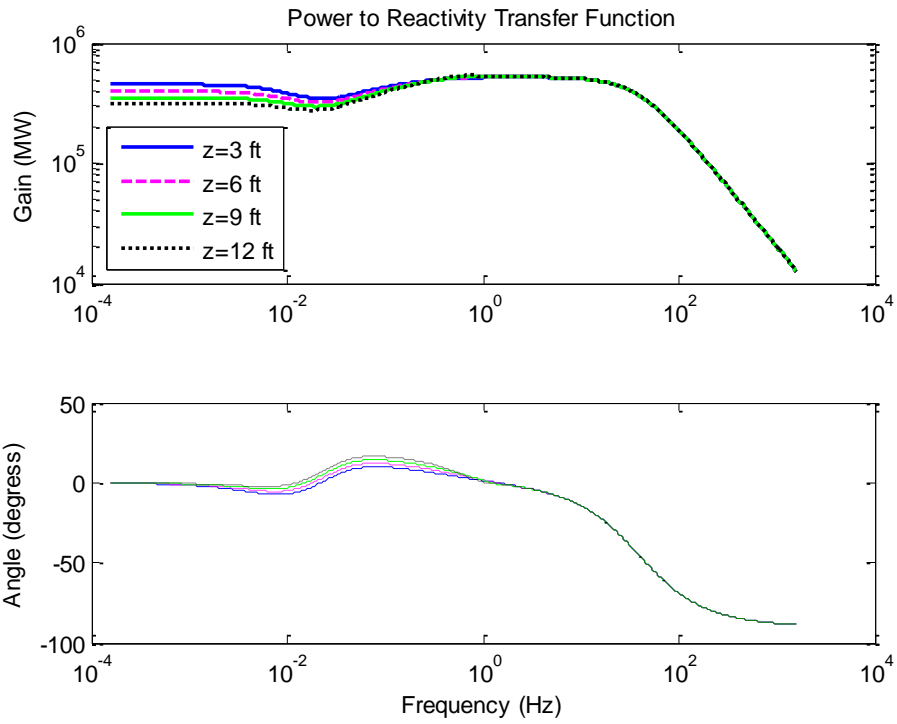 Power to Reactivity Transfer Function
Gain (MW)
10^6
10^5
10^4
z=3 ft
z=6 ft
z=9 ft
z=12 ft
10^-4
10^-2
10^0
10^2
10^4
Angle (degress)
50
0
-50
-100
10^-4
10^-2
10^0
10^2
10^4
Frequency (Hz)